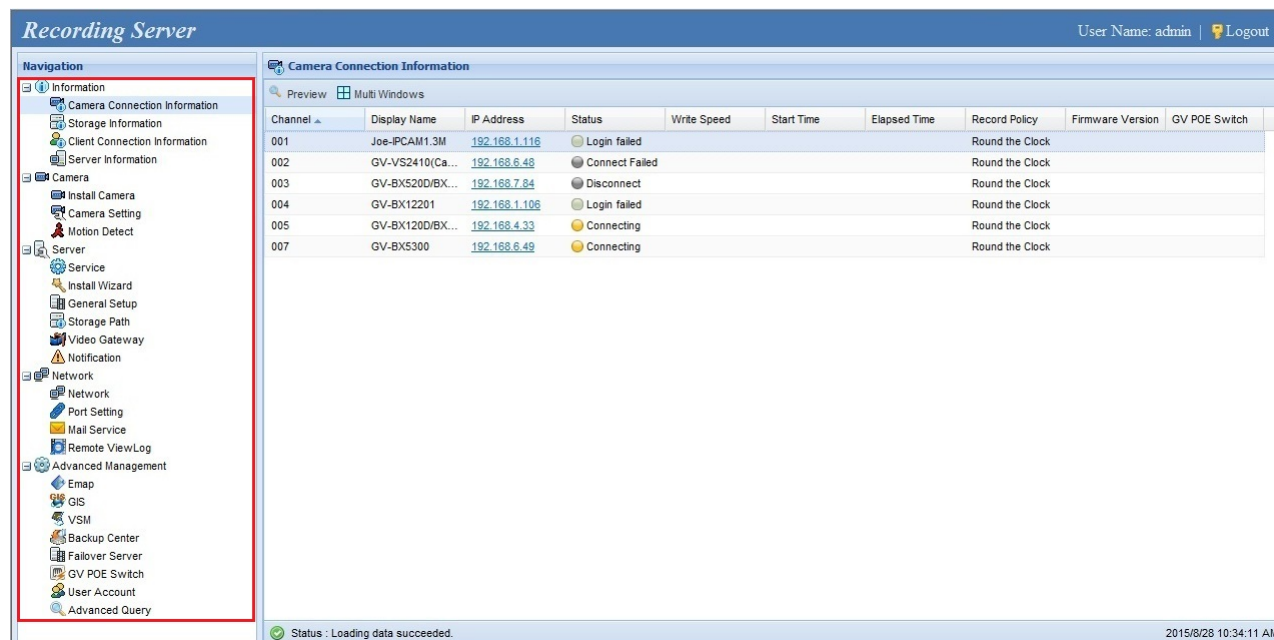 Recording Server
User Name: admin | Logout
Navigation
Information
Camera Connection Information
Storage Information
Client Connection Information
Server Information
Camera
Install Camera
Camera Setting
Motion Detect
Server
Service
Install Wizard
General Setup
Storage Path
Video Gateway
Notification
Network
Network
Port Setting
Mail Service
Remote ViewLog
Advanced Management
Emap
GIS
VSM
Backup Center
Failover Server
GV POE Switch
User Account
Advanced Query
Camera Connection Information
Preview Multi Windows
Channel Display Name IP Address Status Write Speed Start Time Elapsed Time Record Policy Firmware Version GV POE Switch
001 Joe-IPCAM1.3M 192.168.1.116 Login failed Round the Clock
002 GV-VS2410(Ca... 192.168.6.48 Connect Failed Round the Clock
003 GV-BX520D/BX... 192.168.7.84 Disconnect Round the Clock
004 GV-BX12201 192.168.1.106 Login failed Round the Clock
005 GV-BX120D/BX... 192.168.4.33 Connecting Round the Clock
007 GV-BX5300 192.168.6.49 Connecting Round the Clock
Status : Loading data succeeded.
2015/8/28 10:34:11 AM